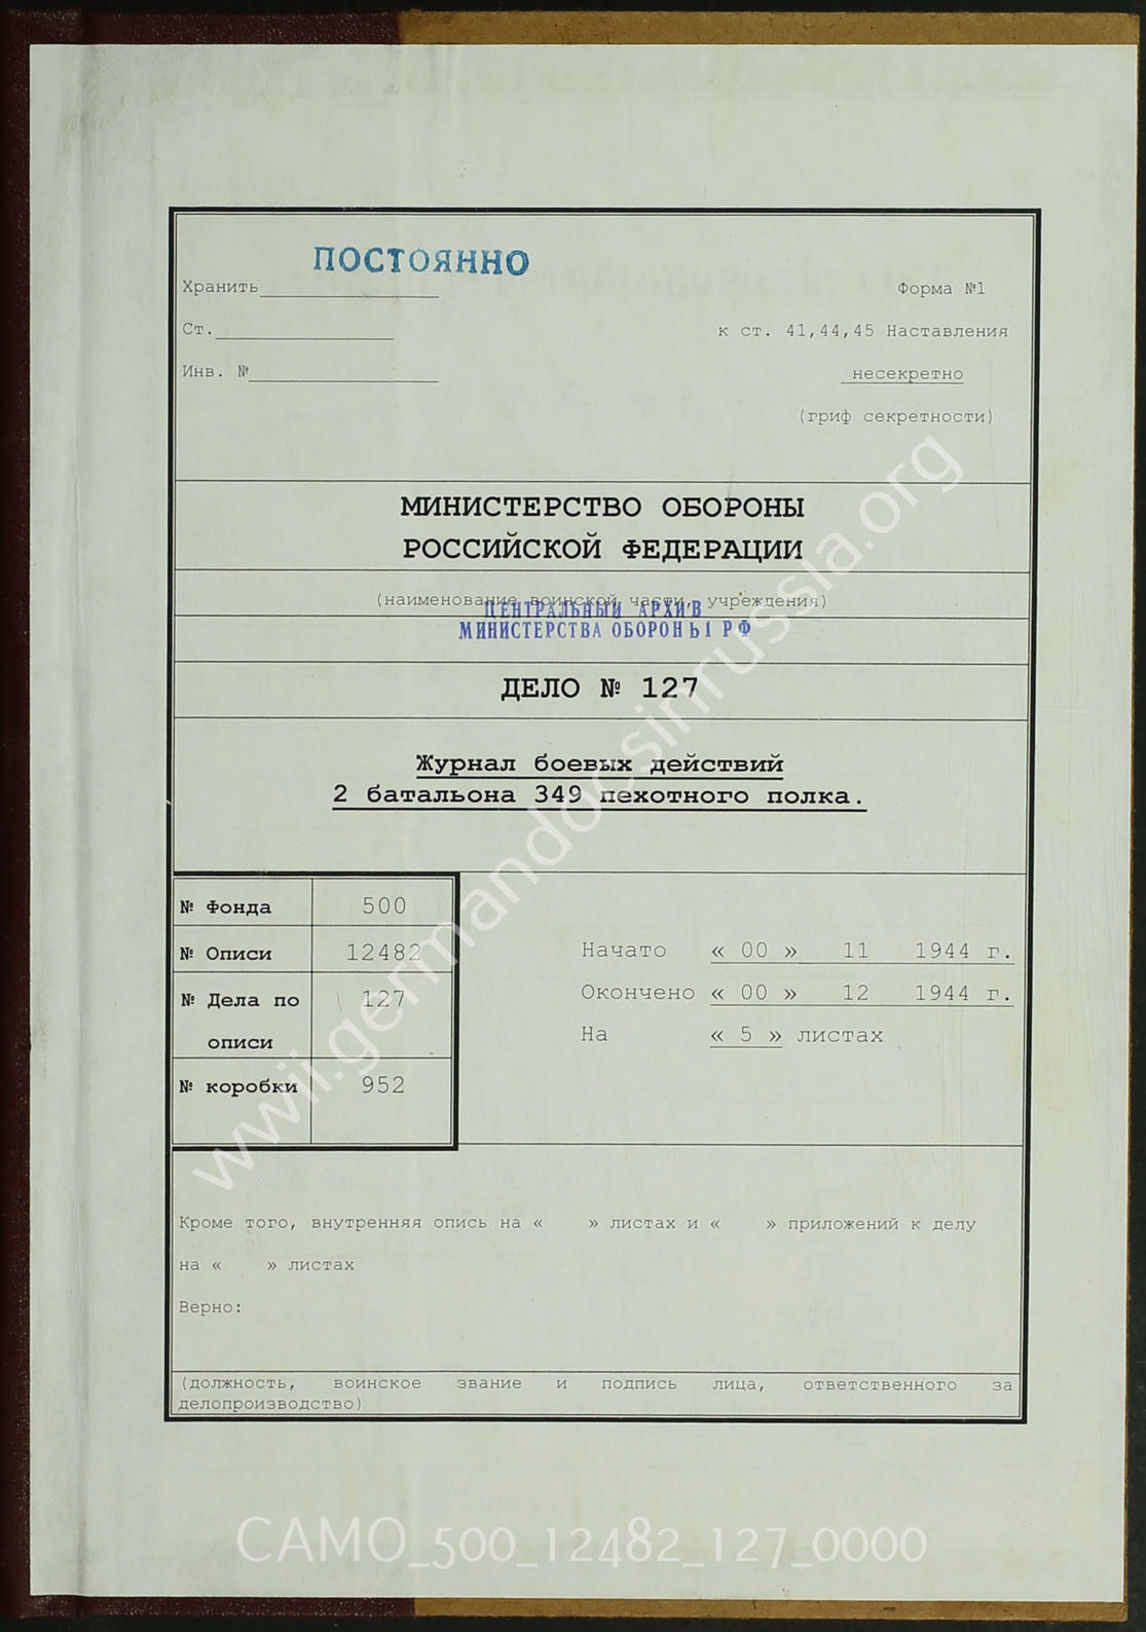 ПОСТОЯННО
Хранить
Форма №1
Ст.
к ст. 41,44,45 Наставления
Инв. №
несекретно
(гриф секретности)
МИНИСТЕРСТВО ОБОРОНЫ
РОССИЙСКОЙ ФЕДЕРАЦИИ
(наименование воинской части, учреждения)
ЦЕНТРАЛЬНЫЙ АРХИВ
МИНИСТЕРСТВА ОБОРОНЫ РФ
ДЕЛО № 127
Журнал боевых действий
2 батальона 349 пехотного полка.
№ Фонда 500
№ Описи 12482
№ Дела по описи 127
№ коробки 952
Начато « 00 » 11 1944 г.
Окончено « 00 » 12 1944 г.
На « 5 » листах
Кроме того, внутренняя опись на « » листах и « » приложений к делу
на « » листах
Верно:
(должность, воинское звание и подпись лица, ответственного за
делопроизводство)
www.germandocsinrussia.org
CAMO_500_12482_127_0000